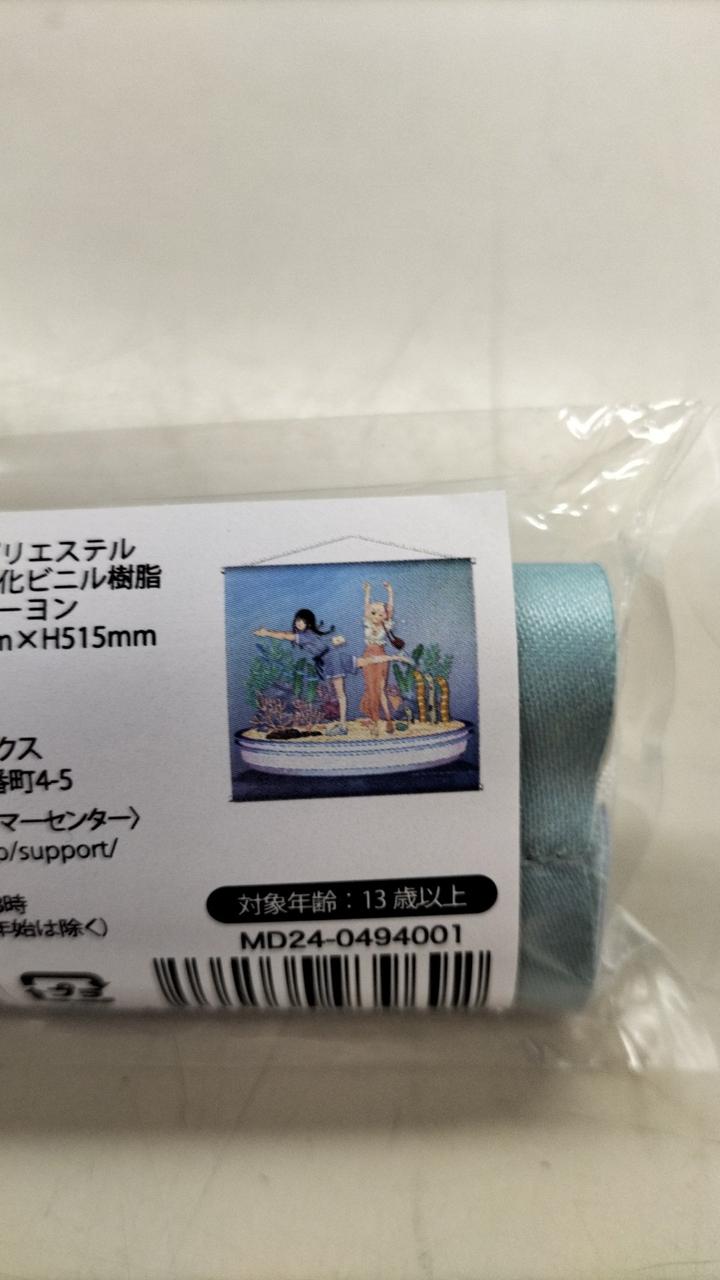 リエステル
化ビニル樹脂
ーヨン
×H515mm
クス
番町4-5
マーセンター〉
/support/
時
年始は除く)
対象年齢：13歳以上
MD24-0494001